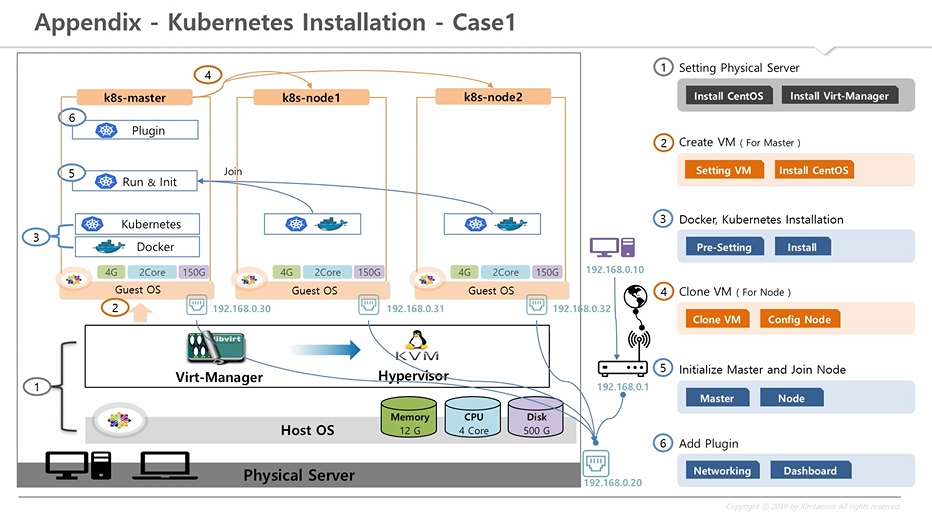 Appendix - Kubernetes Installation - Case1
4
k8s-master
k8s-node1
k8s-node2
6
Plugin
5
Run & Init
Join
3
Kubernetes
Docker
4G
2Core
150G
4G
2Core
150G
4G
2Core
150G
Guest OS
Guest OS
Guest OS
2
192.168.0.30
192.168.0.31
192.168.0.32
1
libvirt
Virt-Manager
KVM
Hypervisor
Host OS
Memory
12 G
CPU
4 Core
Disk
500 G
Physical Server
192.168.0.10
192.168.0.1
192.168.0.20
1 Setting Physical Server
Install CentOS
Install Virt-Manager
2 Create VM ( For Master )
Setting VM
Install CentOS
3 Docker, Kubernetes Installation
Pre-Setting
Install
4 Clone VM ( For Node )
Clone VM
Config Node
5 Initialize Master and Join Node
Master
Node
6 Add Plugin
Networking
Dashboard
Copyright ⓒ 2019 by Kimtaemin All rights reserved.